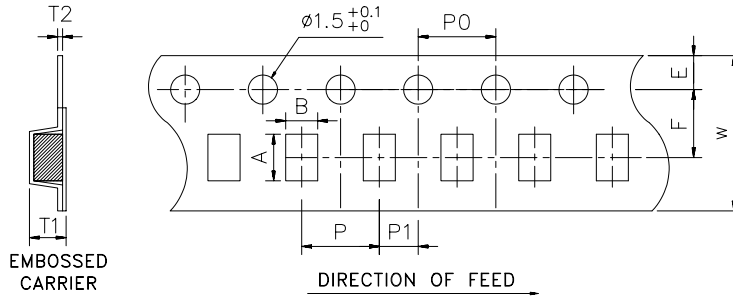 T2
Ø1.5 +0.1 +0
P0
E
B
F
W
A
T1
P
P1
EMBOSSED
CARRIER
DIRECTION OF FEED